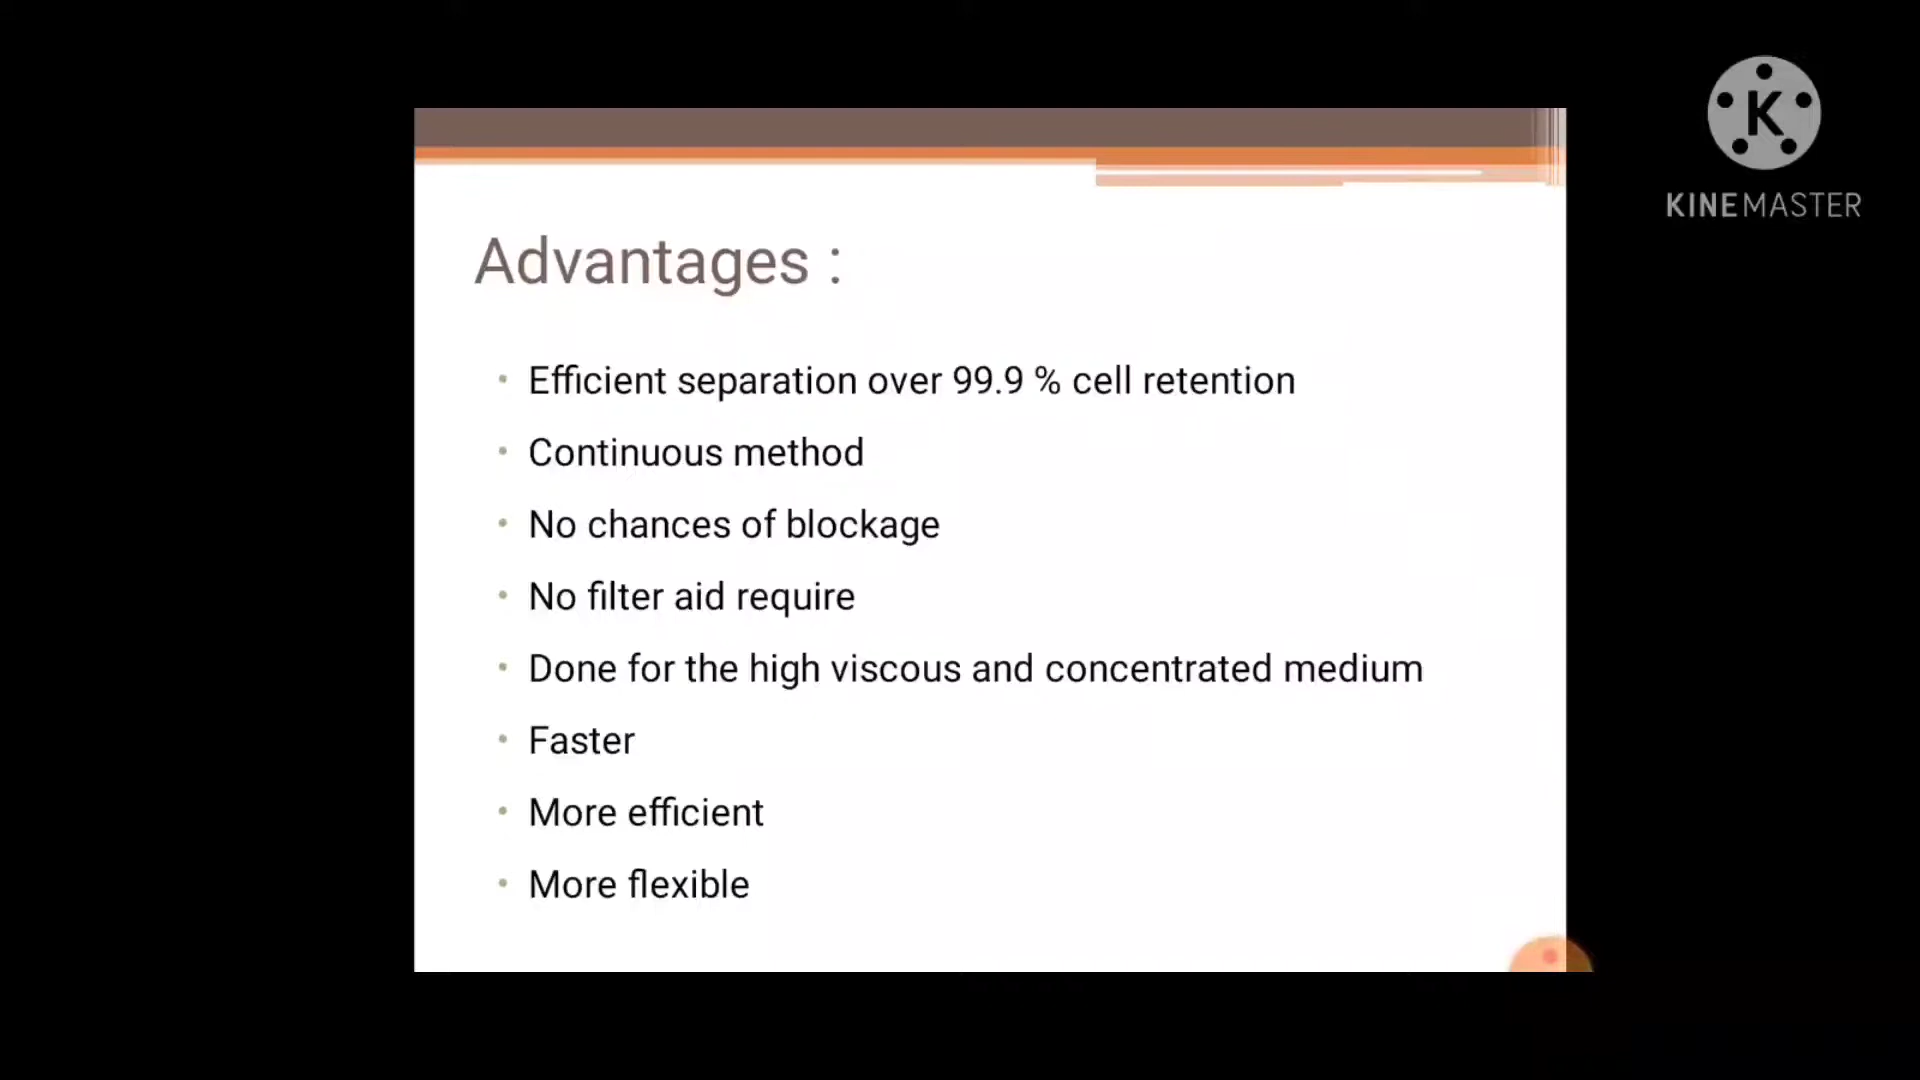 K
KINEMASTER
Advantages :
• Efficient separation over 99.9 % cell retention
• Continuous method
• No chances of blockage
• No filter aid require
• Done for the high viscous and concentrated medium
• Faster
• More efficient
• More flexible